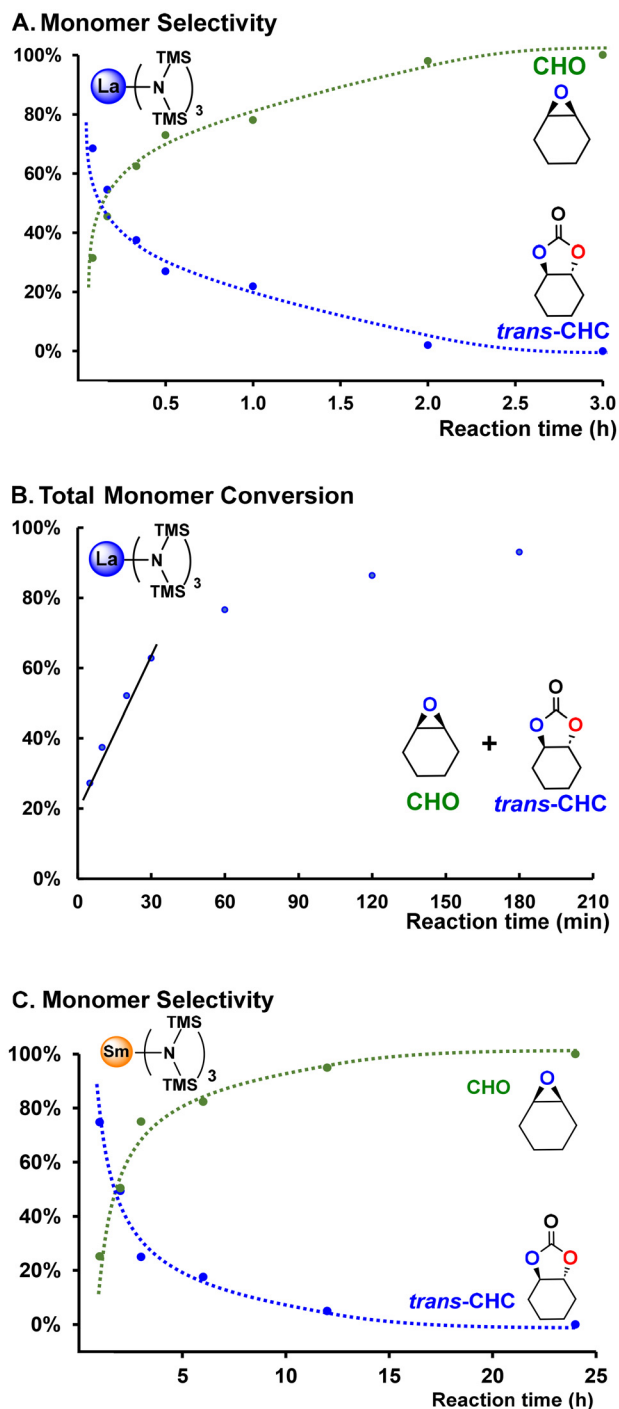 A. Monomer Selectivity
100%
80%
60%
40%
20%
0%
La
N
TMS
TMS
3
CHO
O
O
O
O
trans-CHC
0.5
1.0
1.5
2.0
2.5
3.0
Reaction time (h)
B. Total Monomer Conversion
100%
80%
60%
40%
20%
0%
La
N
TMS
TMS
3
O
CHO
+
O
O
O
trans-CHC
0
30
60
90
120
150
180
210
Reaction time (min)
C. Monomer Selectivity
100%
80%
60%
40%
20%
0%
Sm
N
TMS
TMS
3
CHO
O
O
O
O
trans-CHC
5
10
15
20
25
Reaction time (h)